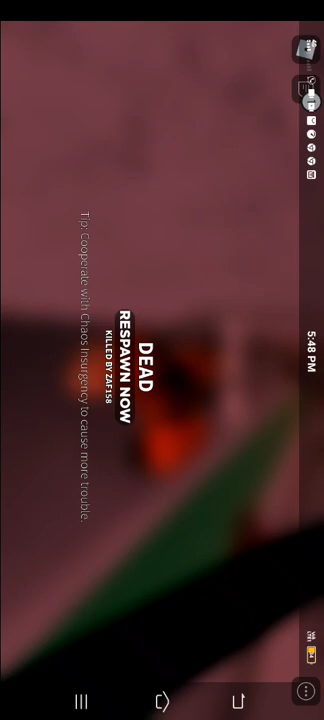 5:48 PM
DEAD
RESPAWN NOW
KILLED BY ZAF158
Tip: Cooperate with Chaos Insurgency to cause more trouble.